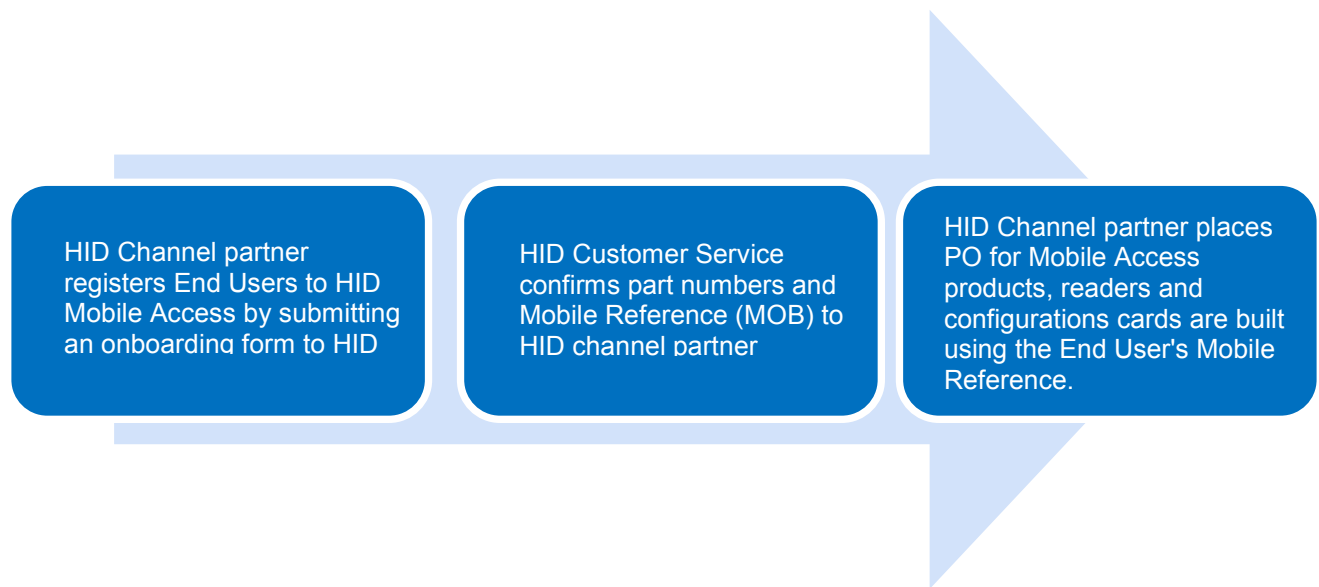 HID Channel partner
registers End Users to HID
Mobile Access by submitting
an onboarding form to HID
HID Customer Service
confirms part numbers and
Mobile Reference (MOB) to
HID channel partner
HID Channel partner places
PO for Mobile Access
products, readers and
configurations cards are built
using the End User's Mobile
Reference.